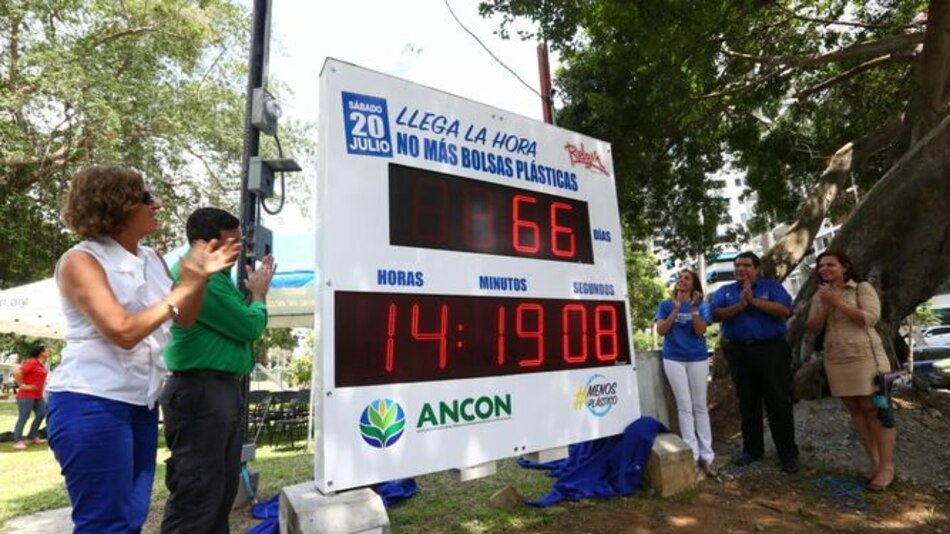 SÁBADO
20
JULIO
LLEGA LA HORA
NO MÁS BOLSAS PLÁSTICAS
66
DÍAS
HORAS MINUTOS SEGUNDOS
14:19 08
ANCON
#MENOS
PLÁSTICO